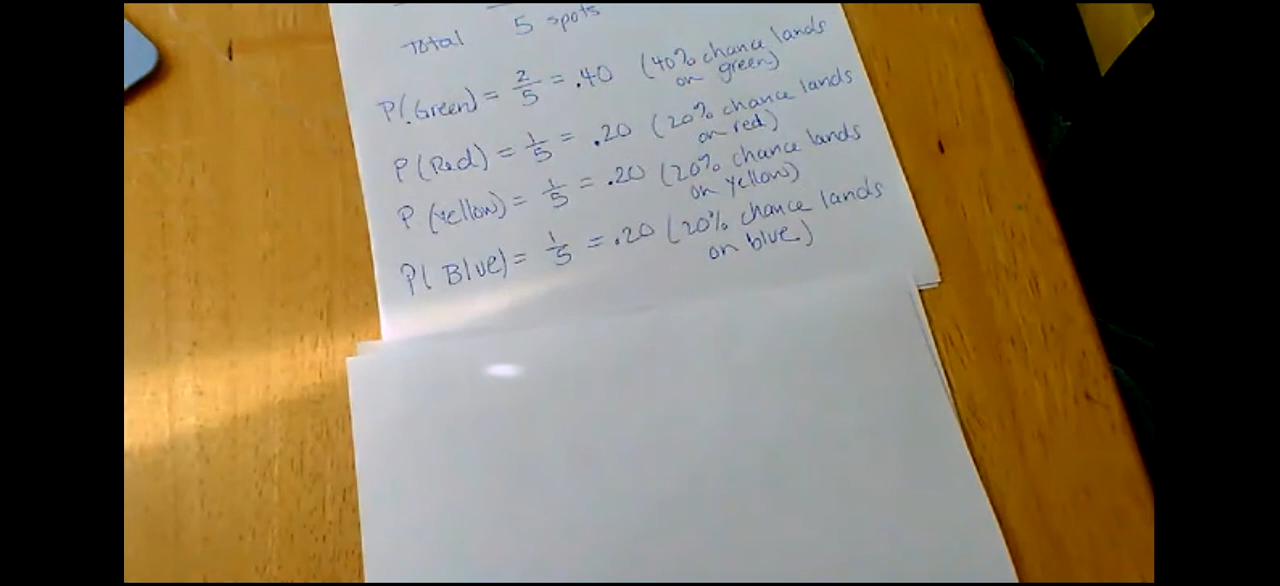 Total 5 spots
P(Green) = 2/5 = .40 (40% chance lands
on green)
P(Red) = 1/5 = .20 (20% chance lands
on red)
P(Yellow) = 1/5 = .20 (20% chance lands
on yellow)
P(Blue) = 1/5 = .20 (20% chance lands
on blue)